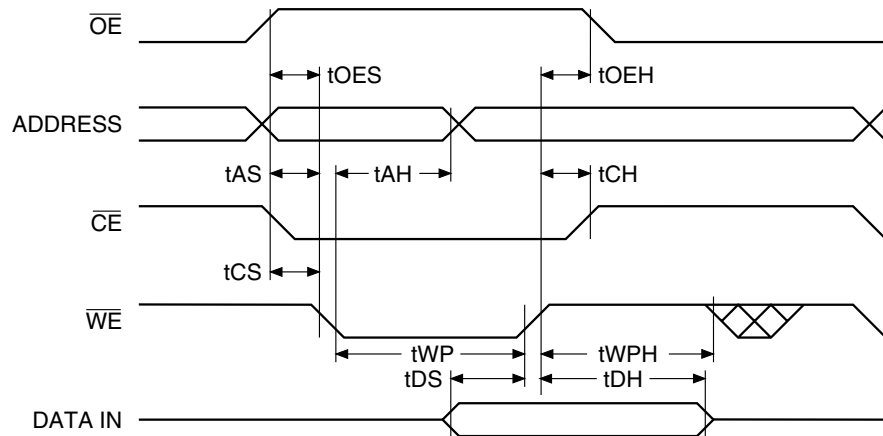 OE
tOES tOEH
ADDRESS
tAS tAH tCH
CE
tCS
WE
tWP tWPH
tDS tDH
DATA IN